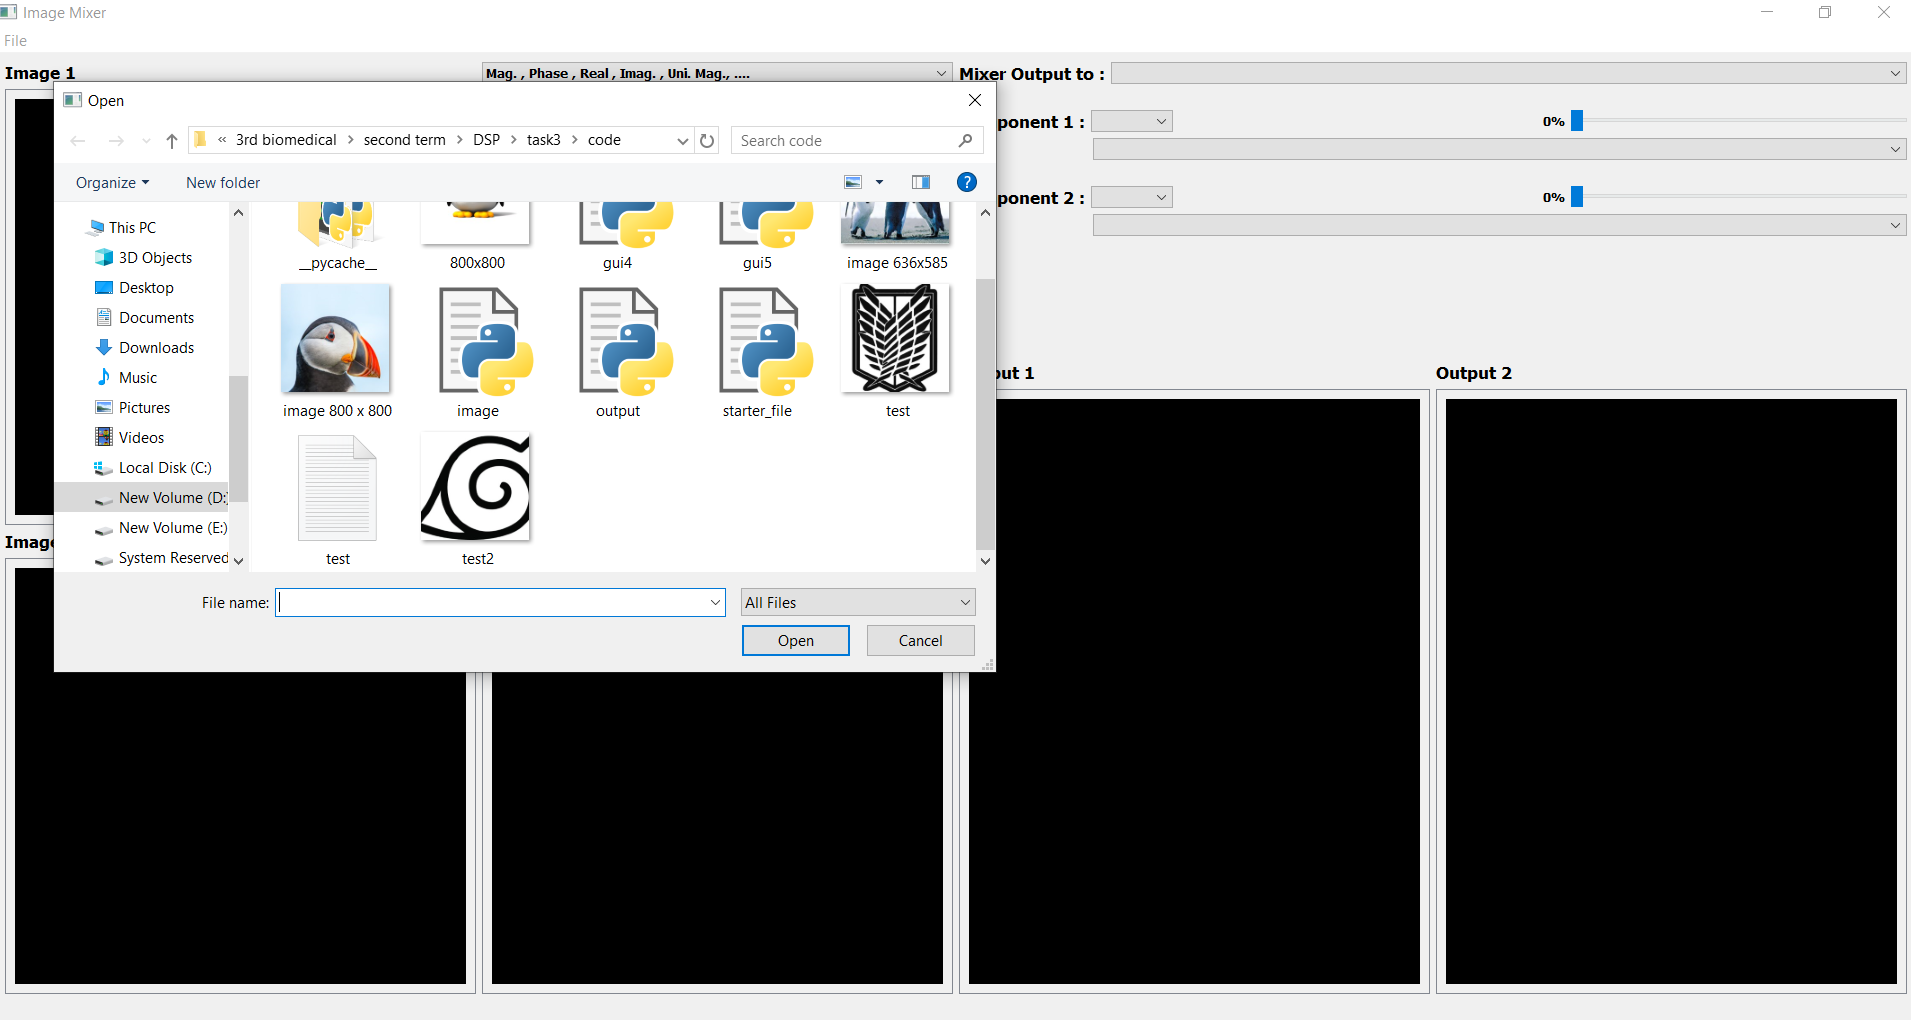 Image Mixer
File
Image 1
Mag. , Phase , Real , Imag. , Uni. Mag., ....
Mixer Output to :
Open
« 3rd biomedical > second term > DSP > task3 > code
Search code
ponent 1 :
0%
Organize
New folder
ponent 2 :
0%
This PC
3D Objects
Desktop
Documents
Downloads
Music
Pictures
Videos
Local Disk (C:)
New Volume (D:)
New Volume (E:)
System Reserved
__pycache__
800x800
gui4
gui5
image 636x585
image 800 x 800
image
output
starter_file
test
test
test2
put 1
Output 2
Image
File name:
All Files
Open
Cancel